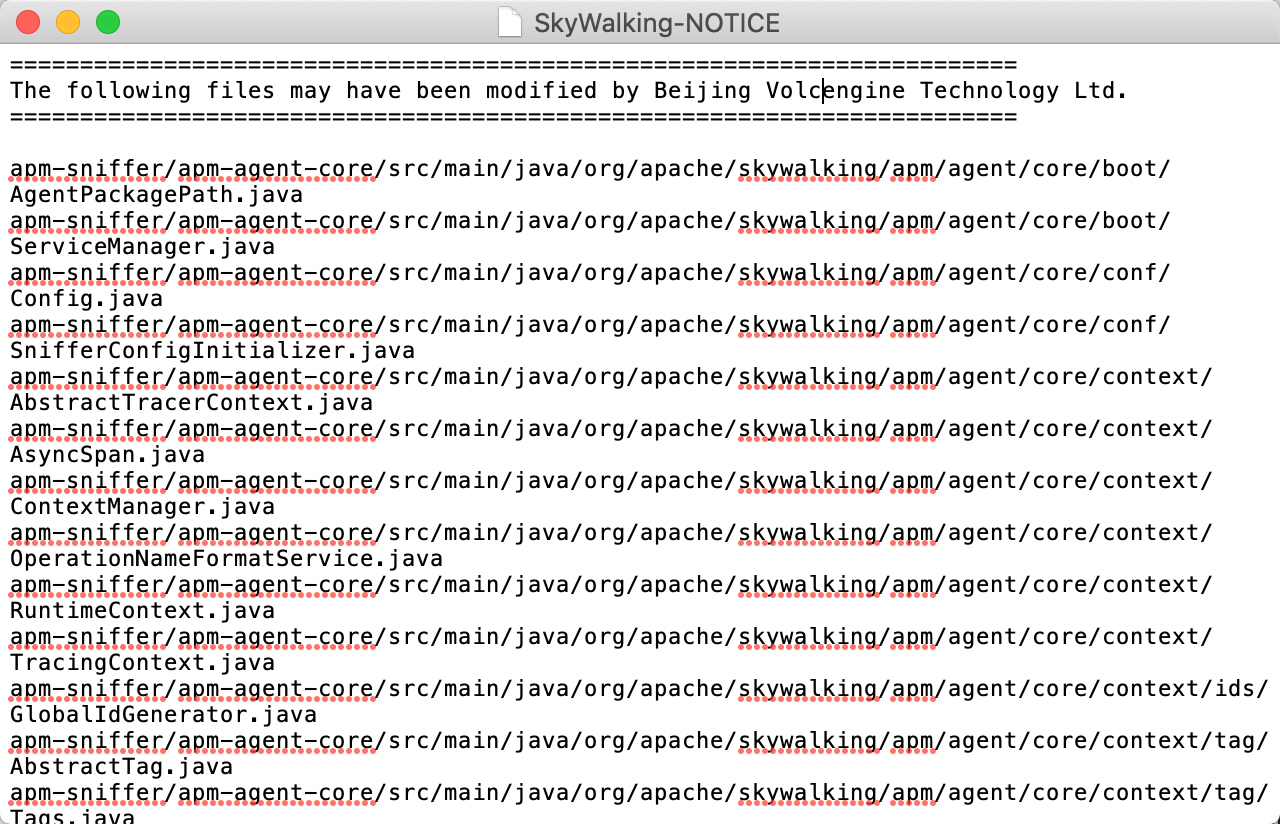 SkyWalking-NOTICE
========================================================================
The following files may have been modified by Beijing Volcengine Technology Ltd.
========================================================================
apm-sniffer/apm-agent-core/src/main/java/org/apache/skywalking/apm/agent/core/boot/
AgentPackagePath.java
apm-sniffer/apm-agent-core/src/main/java/org/apache/skywalking/apm/agent/core/boot/
ServiceManager.java
apm-sniffer/apm-agent-core/src/main/java/org/apache/skywalking/apm/agent/core/conf/
Config.java
apm-sniffer/apm-agent-core/src/main/java/org/apache/skywalking/apm/agent/core/conf/
SnifferConfigInitializer.java
apm-sniffer/apm-agent-core/src/main/java/org/apache/skywalking/apm/agent/core/context/
AbstractTracerContext.java
apm-sniffer/apm-agent-core/src/main/java/org/apache/skywalking/apm/agent/core/context/
AsyncSpan.java
apm-sniffer/apm-agent-core/src/main/java/org/apache/skywalking/apm/agent/core/context/
ContextManager.java
apm-sniffer/apm-agent-core/src/main/java/org/apache/skywalking/apm/agent/core/context/
OperationNameFormatService.java
apm-sniffer/apm-agent-core/src/main/java/org/apache/skywalking/apm/agent/core/context/
RuntimeContext.java
apm-sniffer/apm-agent-core/src/main/java/org/apache/skywalking/apm/agent/core/context/
TracingContext.java
apm-sniffer/apm-agent-core/src/main/java/org/apache/skywalking/apm/agent/core/context/ids/
GlobalIdGenerator.java
apm-sniffer/apm-agent-core/src/main/java/org/apache/skywalking/apm/agent/core/context/tag/
AbstractTag.java
apm-sniffer/apm-agent-core/src/main/java/org/apache/skywalking/apm/agent/core/context/tag/
Tags.java